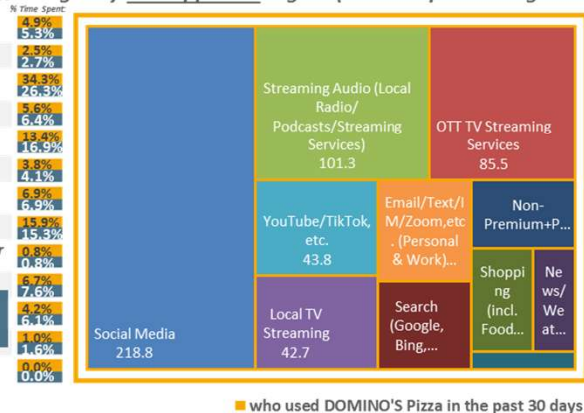 % Time Spent:
4.9%
5.3%
2.5%
2.7%
34.3%
26.3%
5.6%
6.4%
13.4%
16.9%
3.8%
4.1%
6.9%
6.9%
15.9%
15.3%
0.8%
0.8%
6.7%
7.6%
4.2%
6.1%
1.0%
1.6%
0.0%
0.0%
Social Media
218.8
Streaming Audio (Local
Radio/
Podcasts/Streaming
Services)
101.3
OTT TV Streaming
Services
85.5
YouTube/TikTok,
etc.
43.8
Local TV
Streaming
42.7
Email/Text/I
M/Zoom,etc
. (Personal
& Work)...
Search
(Google,
Bing,...
Non-
Premium+P...
Shoppi
ng
(incl.
Food...
Ne
ws/
We
at...
who used DOMINO'S Pizza in the past 30 days